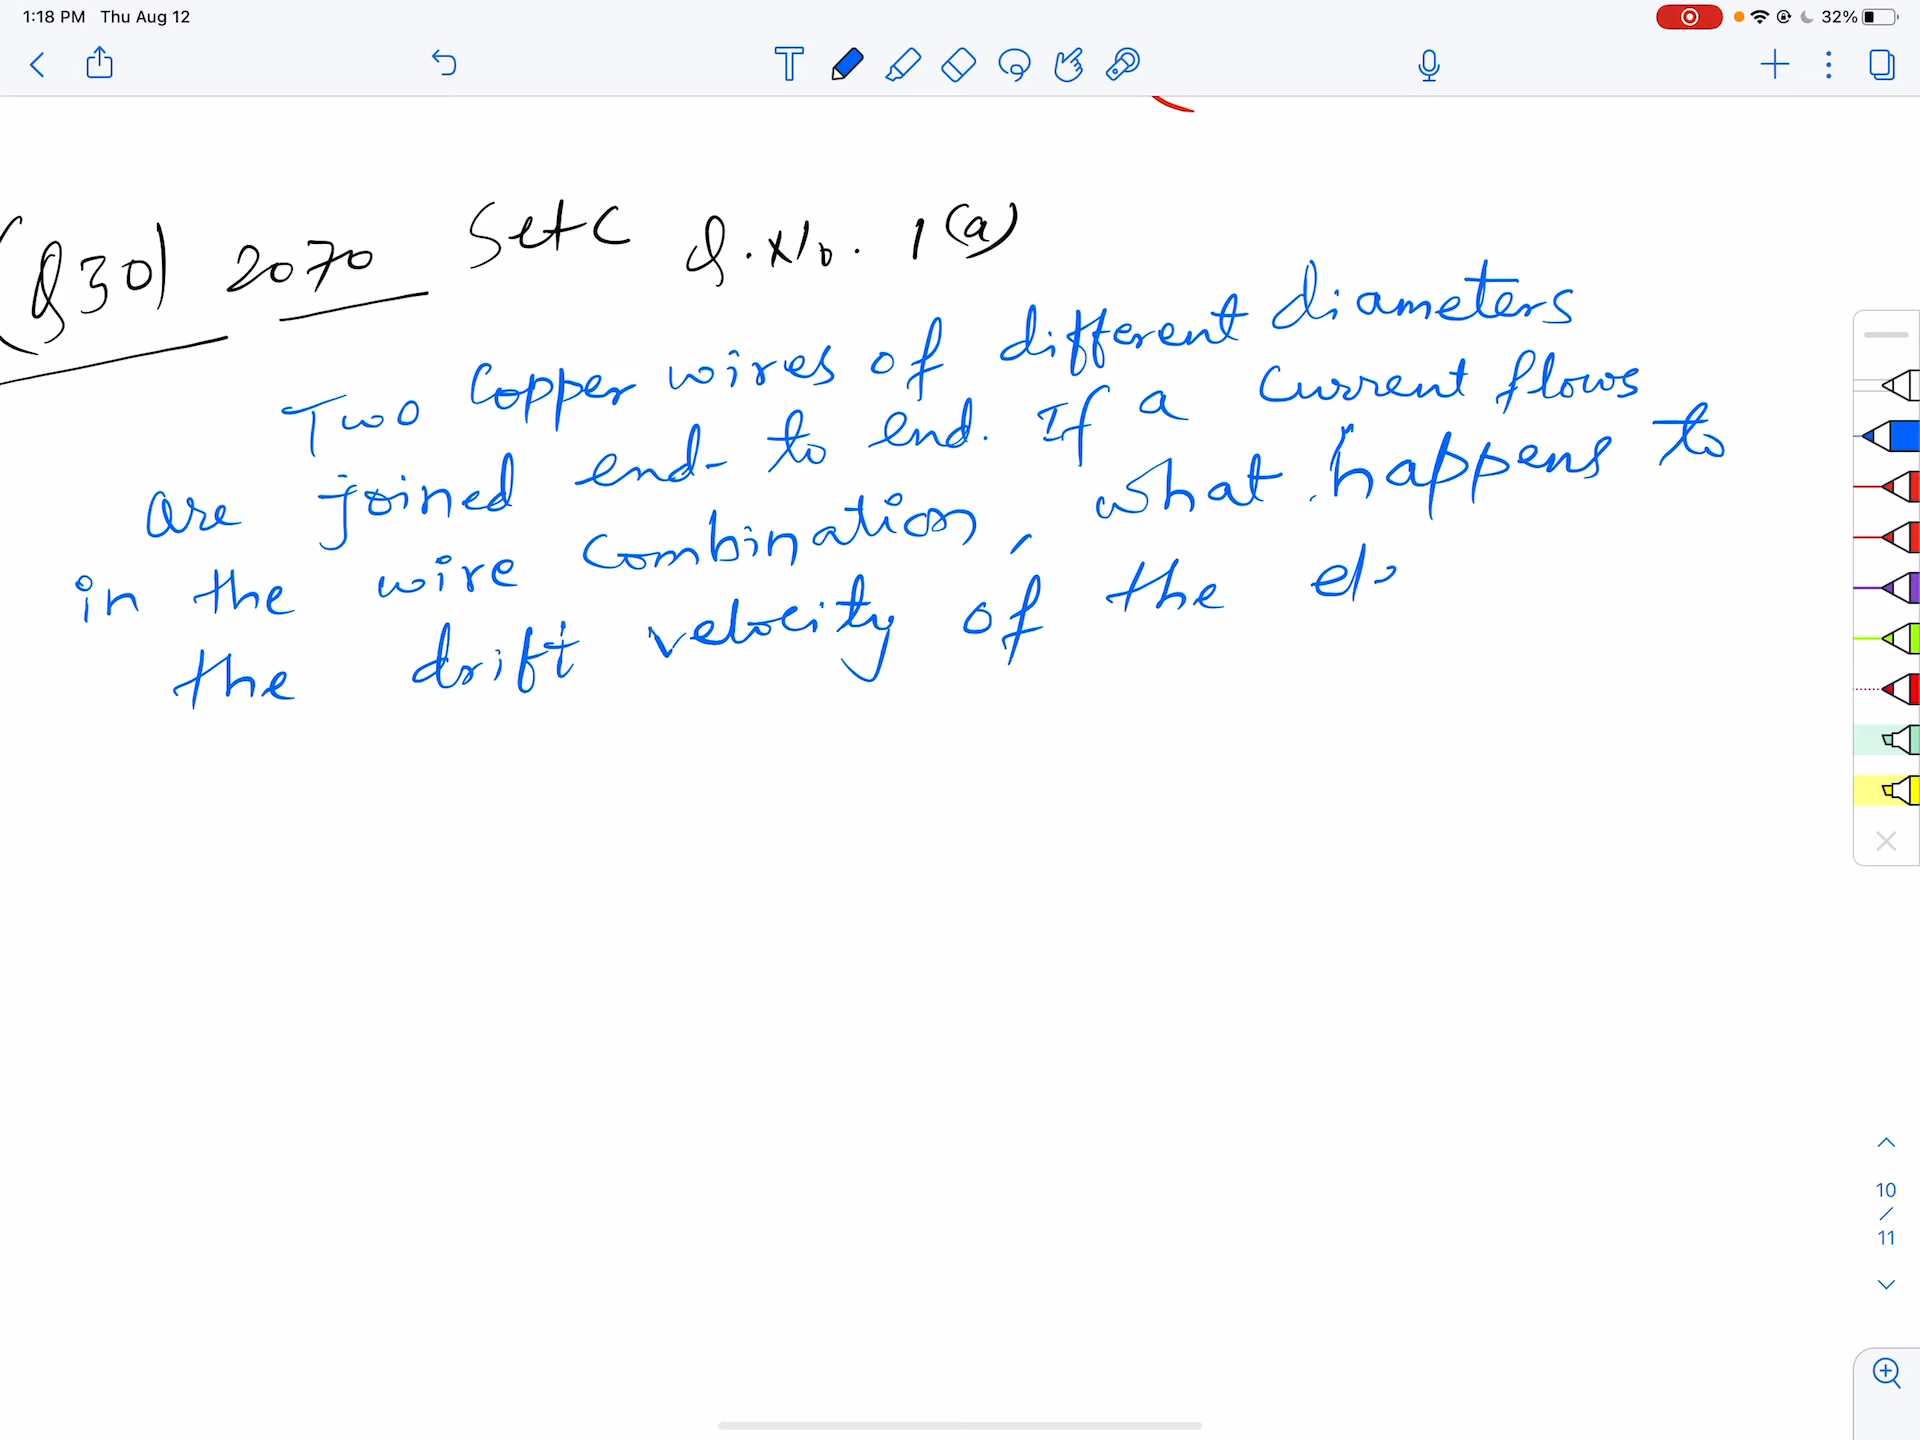 1:18 PM Thu Aug 12
32%
(Q30) 2070 Set C Q.No. 1(a)
Two Copper wires of different diameters
are joined end-to end. If a current flows
in the wire combination, what happens to
the drift velocity of the el
10
/
11